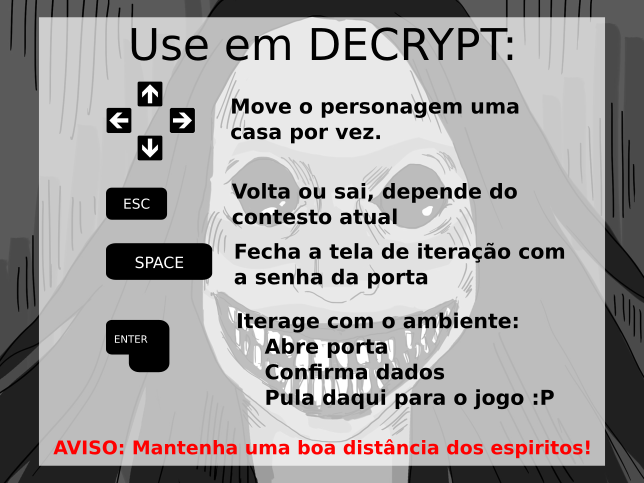 Use em DECRYPT:
Move o personagem uma
casa por vez.
ESC
Volta ou sai, depende do
contesto atual
SPACE
Fecha a tela de iteração com
a senha da porta
ENTER
Iterage com o ambiente:
Abre porta
Confirma dados
Pula daqui para o jogo :P
AVISO: Mantenha uma boa distância dos espiritos!